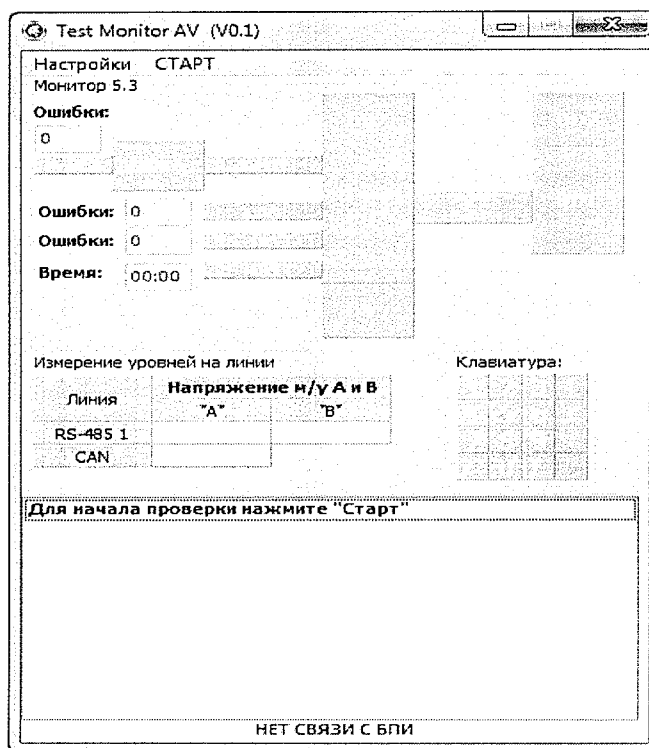 Test Monitor AV (V0.1)
Настройки СТАРТ
Монитор 5.3
Ошибки:
0
Ошибки: 0
Ошибки: 0
Время: 00:00
Измерение уровней на линии
Клавиатура:
Линия
Напряжение м/у А и В
"А" "В"
RS-485 1
CAN
Для начала проверки нажмите "Старт"
НЕТ СВЯЗИ С БПИ